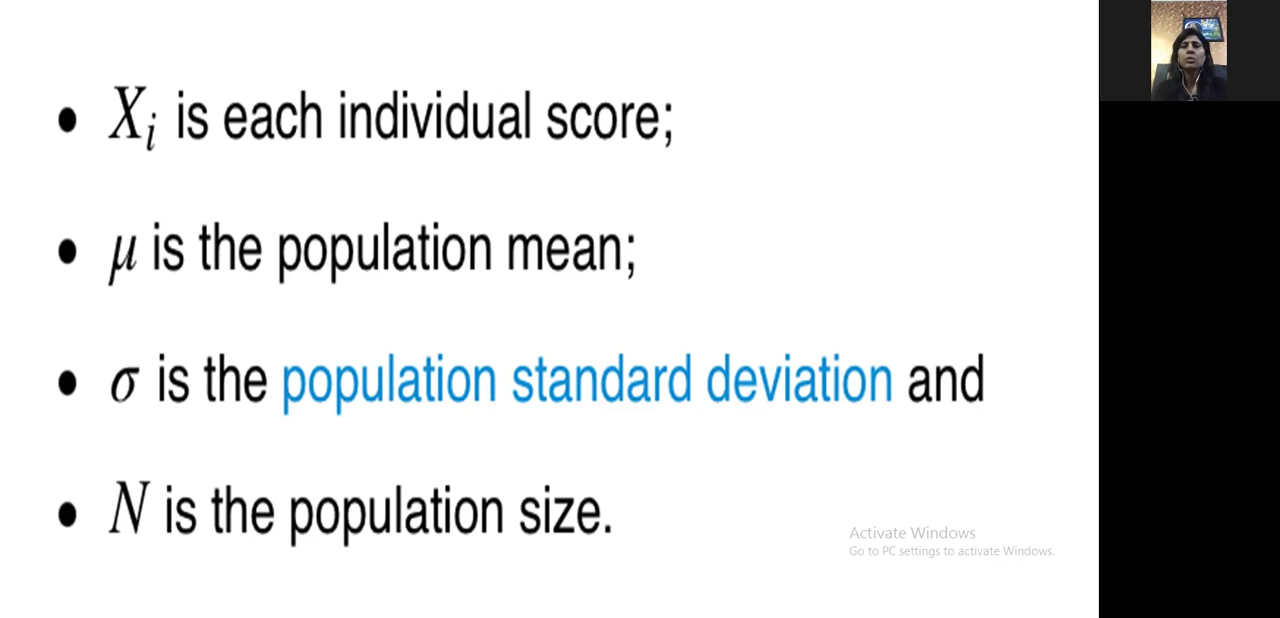 • Xᵢ is each individual score;
• μ is the population mean;
• σ is the population standard deviation and
• N is the population size.
Activate Windows
Go to PC settings to activate Windows.